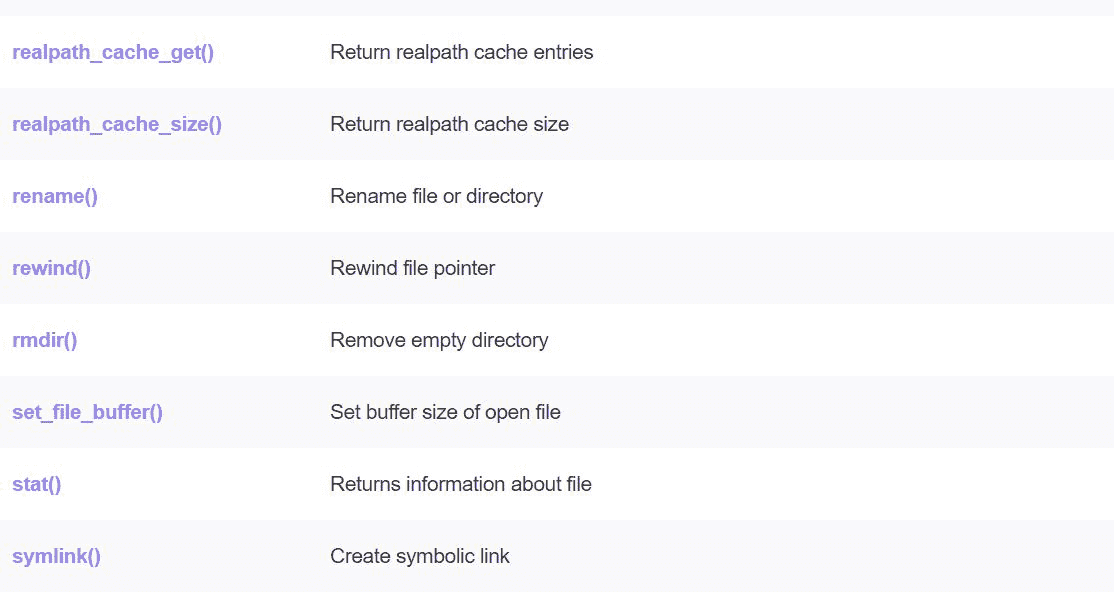 realpath_cache_get() Return realpath cache entries
realpath_cache_size() Return realpath cache size
rename() Rename file or directory
rewind() Rewind file pointer
rmdir() Remove empty directory
set_file_buffer() Set buffer size of open file
stat() Returns information about file
symlink() Create symbolic link